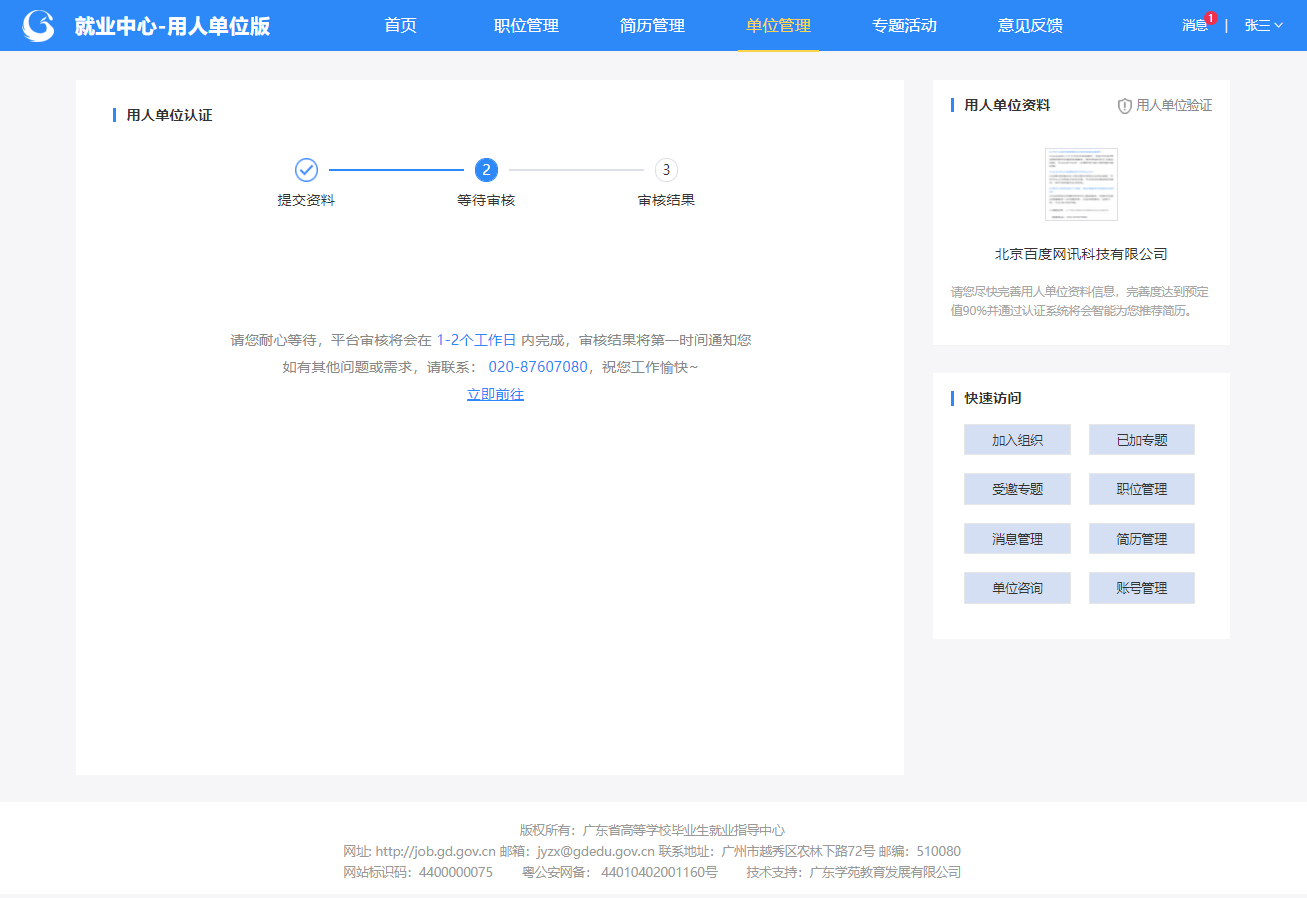 就业中心-用人单位版
首页
职位管理
简历管理
单位管理
专题活动
意见反馈
消息
1
|
张三
用人单位认证
2
3
提交资料
等待审核
审核结果
请您耐心等待，平台审核将会在 1-2个工作日 内完成，审核结果将第一时间通知您
如有其他问题或需求，请联系： 020-87607080，祝您工作愉快~
立即前往
用人单位资料
用人单位验证
北京百度网讯科技有限公司
请您尽快完善用人单位资料信息，完善度达到预定
值90%并通过认证系统将会智能为您推荐简历。
快速访问
加入组织
已加专题
受邀专题
职位管理
消息管理
简历管理
单位咨询
账号管理
版权所有：广东省高等学校毕业生就业指导中心
网址: http://job.gd.gov.cn 邮箱：jyzx@gdedu.gov.cn 联系地址：广州市越秀区农林下路72号 邮编：510080
网站标识码：4400000075 粤公安网备： 44010402001160号 技术支持：广东学苑教育发展有限公司